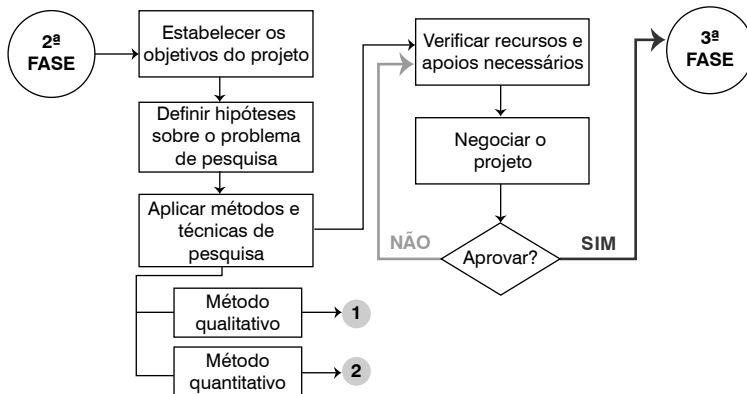 2ª
FASE
Estabelecer os
objetivos do projeto
Definir hipóteses
sobre o problema
de pesquisa
Aplicar métodos e
técnicas de
pesquisa
Método
qualitativo
1
Método
quantitativo
2
Verificar recursos e
apoios necessários
Negociar o
projeto
Aprovar?
NÃO
SIM
3ª
FASE